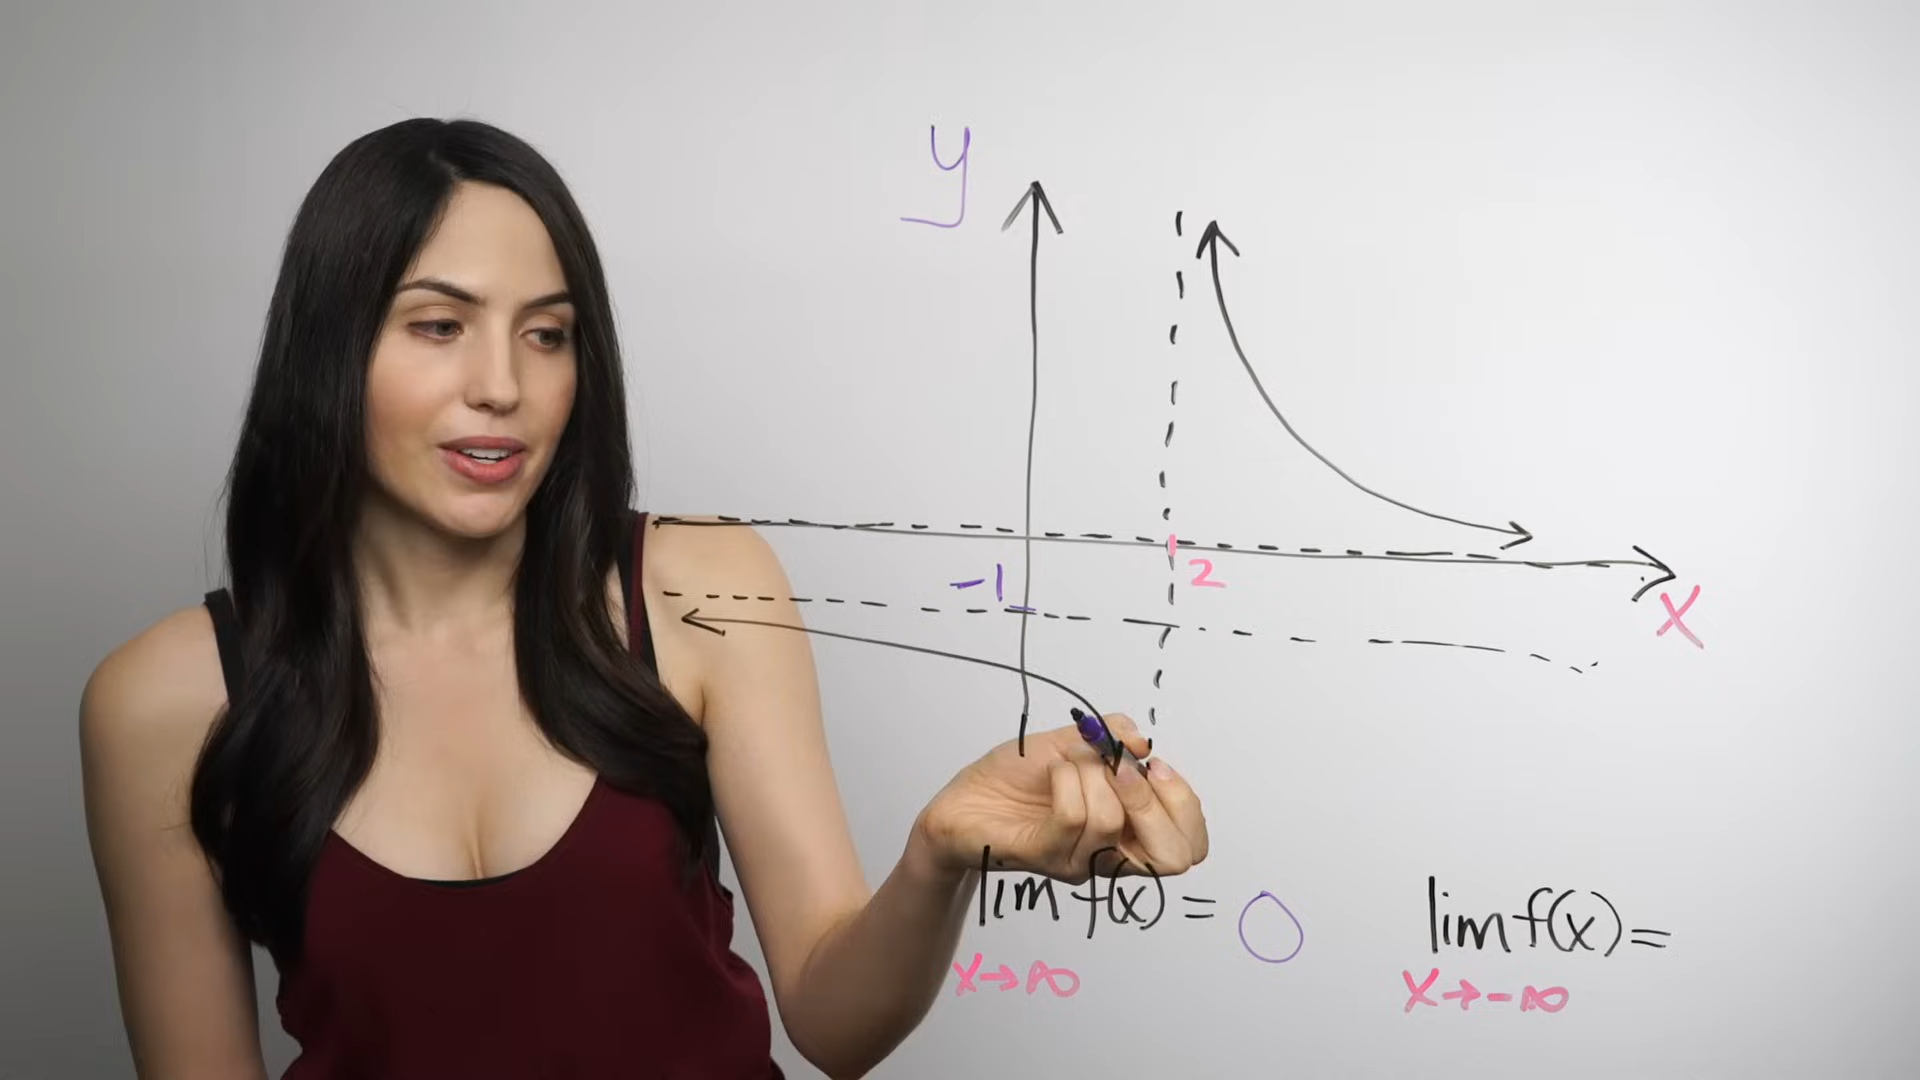 y
-1
2
x
lim f(x) = 0
x→∞
lim f(x) =
x→-∞